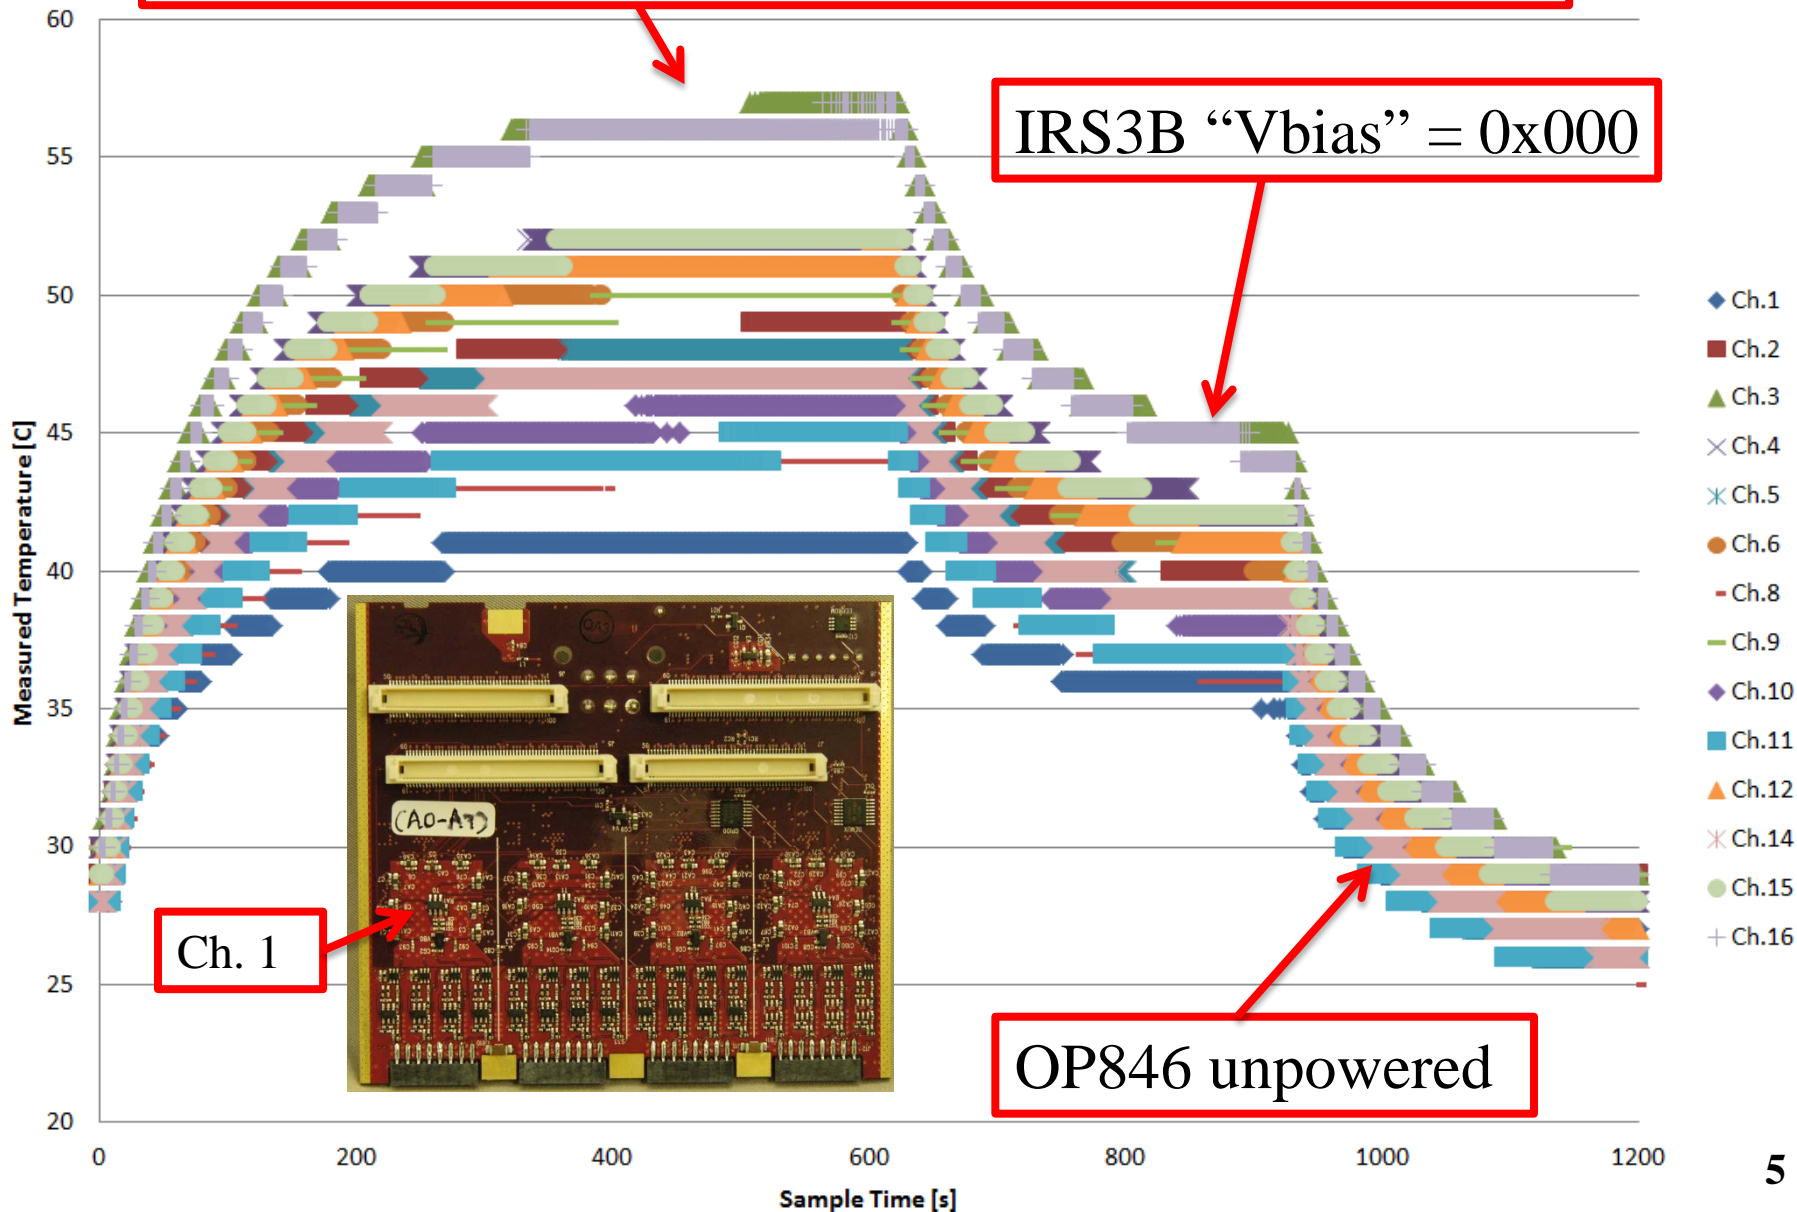 60
55
50
45
40
35
30
25
20
Measured Temperature [C]
0
200
400
600
800
1000
1200
Sample Time [s]
IRS3B “Vbias” = 0x000
Ch. 1
(A0-A7)
OP846 unpowered
Ch.1
Ch.2
Ch.3
Ch.4
Ch.5
Ch.6
Ch.8
Ch.9
Ch.10
Ch.11
Ch.12
Ch.14
Ch.15
Ch.16
5